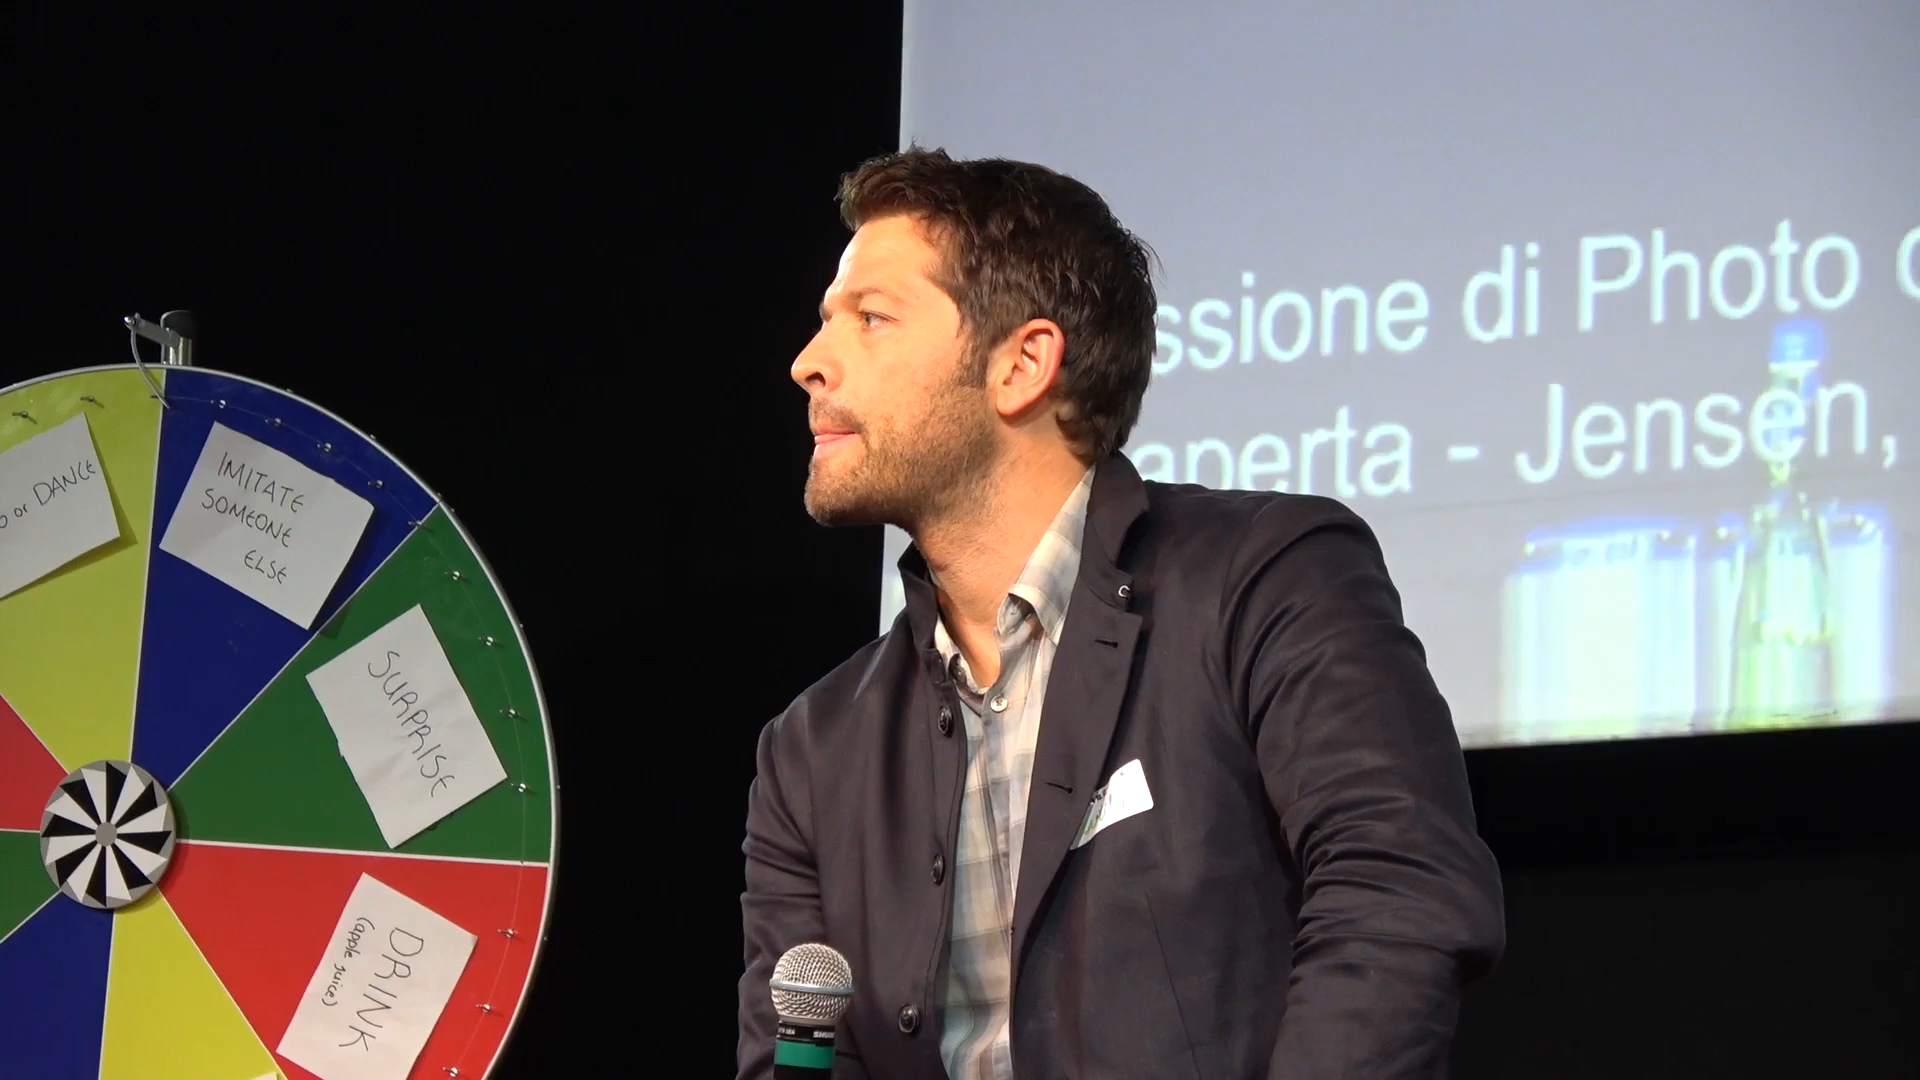 ssione di Photo
aperta - Jensen,
or DANCE
IMITATE
SOMEONE
ELSE
SURPRISE
DRINK
(apple juice)